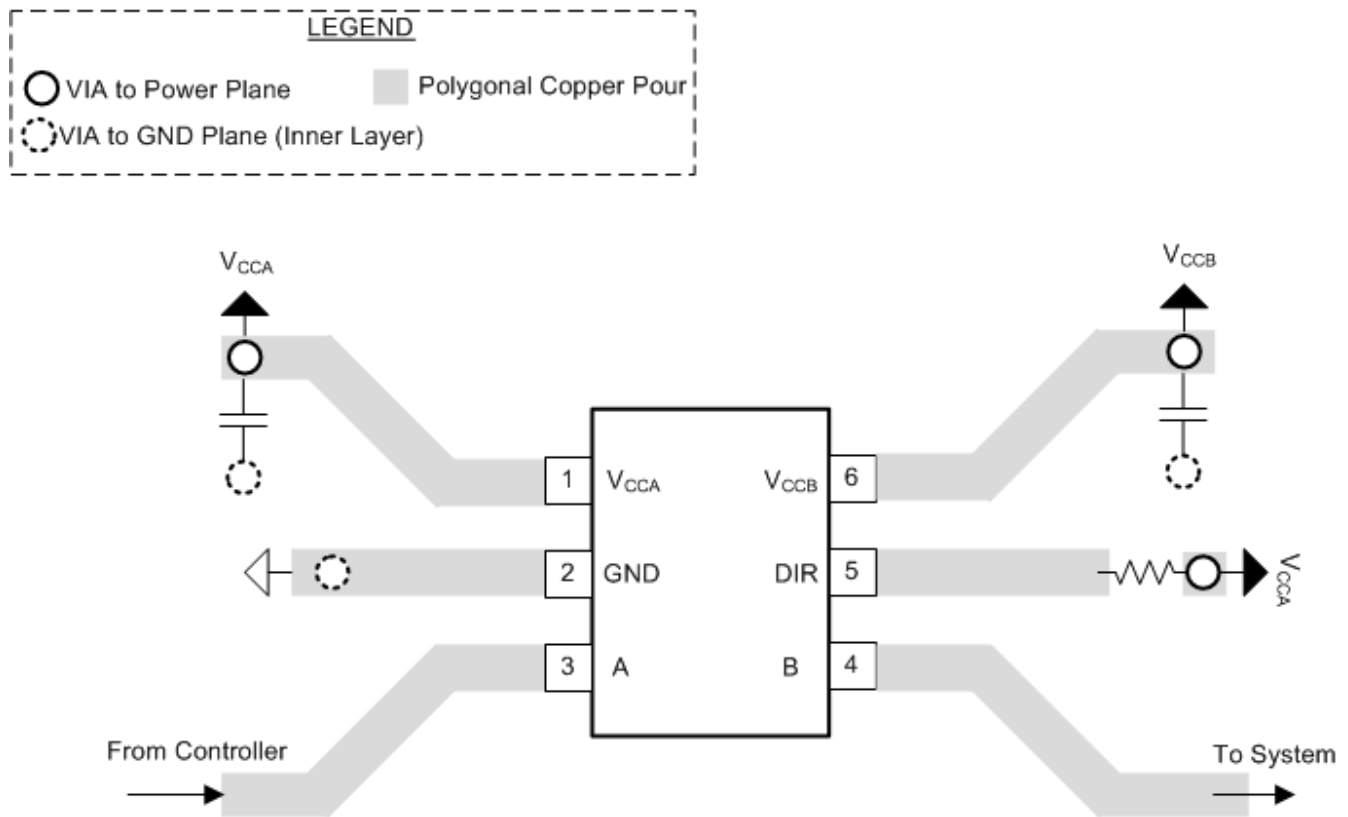 LEGEND
VIA to Power Plane
Polygonal Copper Pour
VIA to GND Plane (Inner Layer)
VCCA
VCCB
1
VCCA
VCCB
6
2
GND
DIR
5
VCCA
3
A
B
4
From Controller
To System